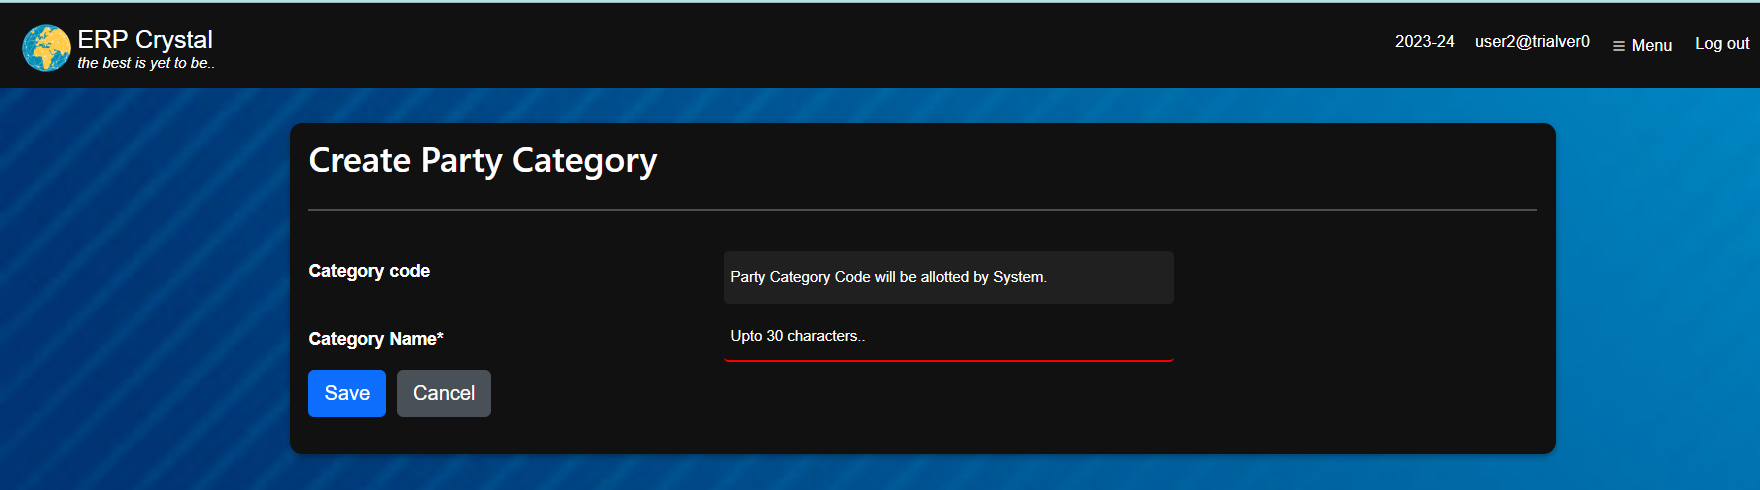 ERP Crystal
the best is yet to be..
2023-24 user2@trialver0 Menu Log out
Create Party Category
Category code Party Category Code will be allotted by System.
Category Name* Upto 30 characters..
Save Cancel